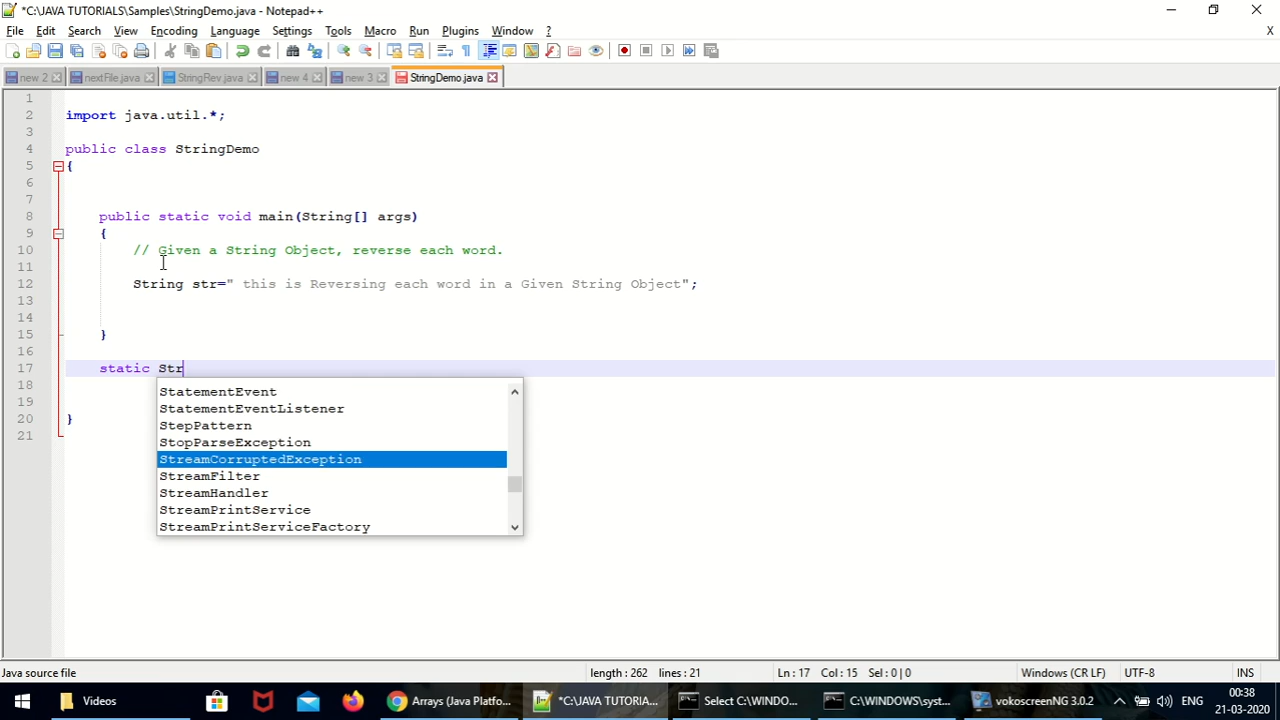 *C:\JAVA TUTORIALS\Samples\StringDemo.java - Notepad++
File Edit Search View Encoding Language Settings Tools Macro Run Plugins Window ? X
new 2 nextFile.java StringRev.java new 4 new 3 StringDemo.java
1
2 import java.util.*;
3
4 public class StringDemo
5 {
6
7
8 public static void main(String[] args)
9 {
10 // Given a String Object, reverse each word.
11
12 String str=" this is Reversing each word in a Given String Object";
13
14
15 }
16
17 static Str
18
19
20 }
21
StatementEvent
StatementEventListener
StepPattern
StopParseException
StreamCorruptedException
StreamFilter
StreamHandler
StreamPrintService
StreamPrintServiceFactory
Java source file length : 262 lines : 21 Ln : 17 Col : 15 Sel : 0 | 0 Windows (CR LF) UTF-8 INS
Videos Arrays (Java Platfo... *C:\JAVA TUTORIA... Select C:\WINDO... C:\WINDOWS\syst... vokoscreenNG 3.0.2 ENG 00:38
21-03-2020